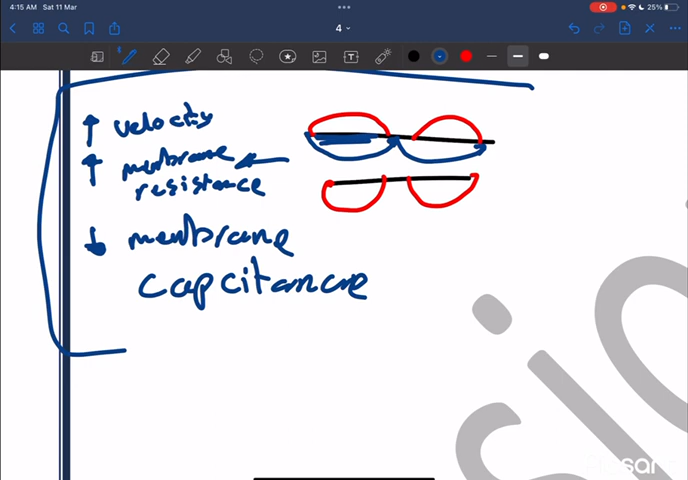 4:15 AM Sat 11 Mar
25%
4
T
↑ velocity
↑ membrane
resistance
↓ membrane
capcitance